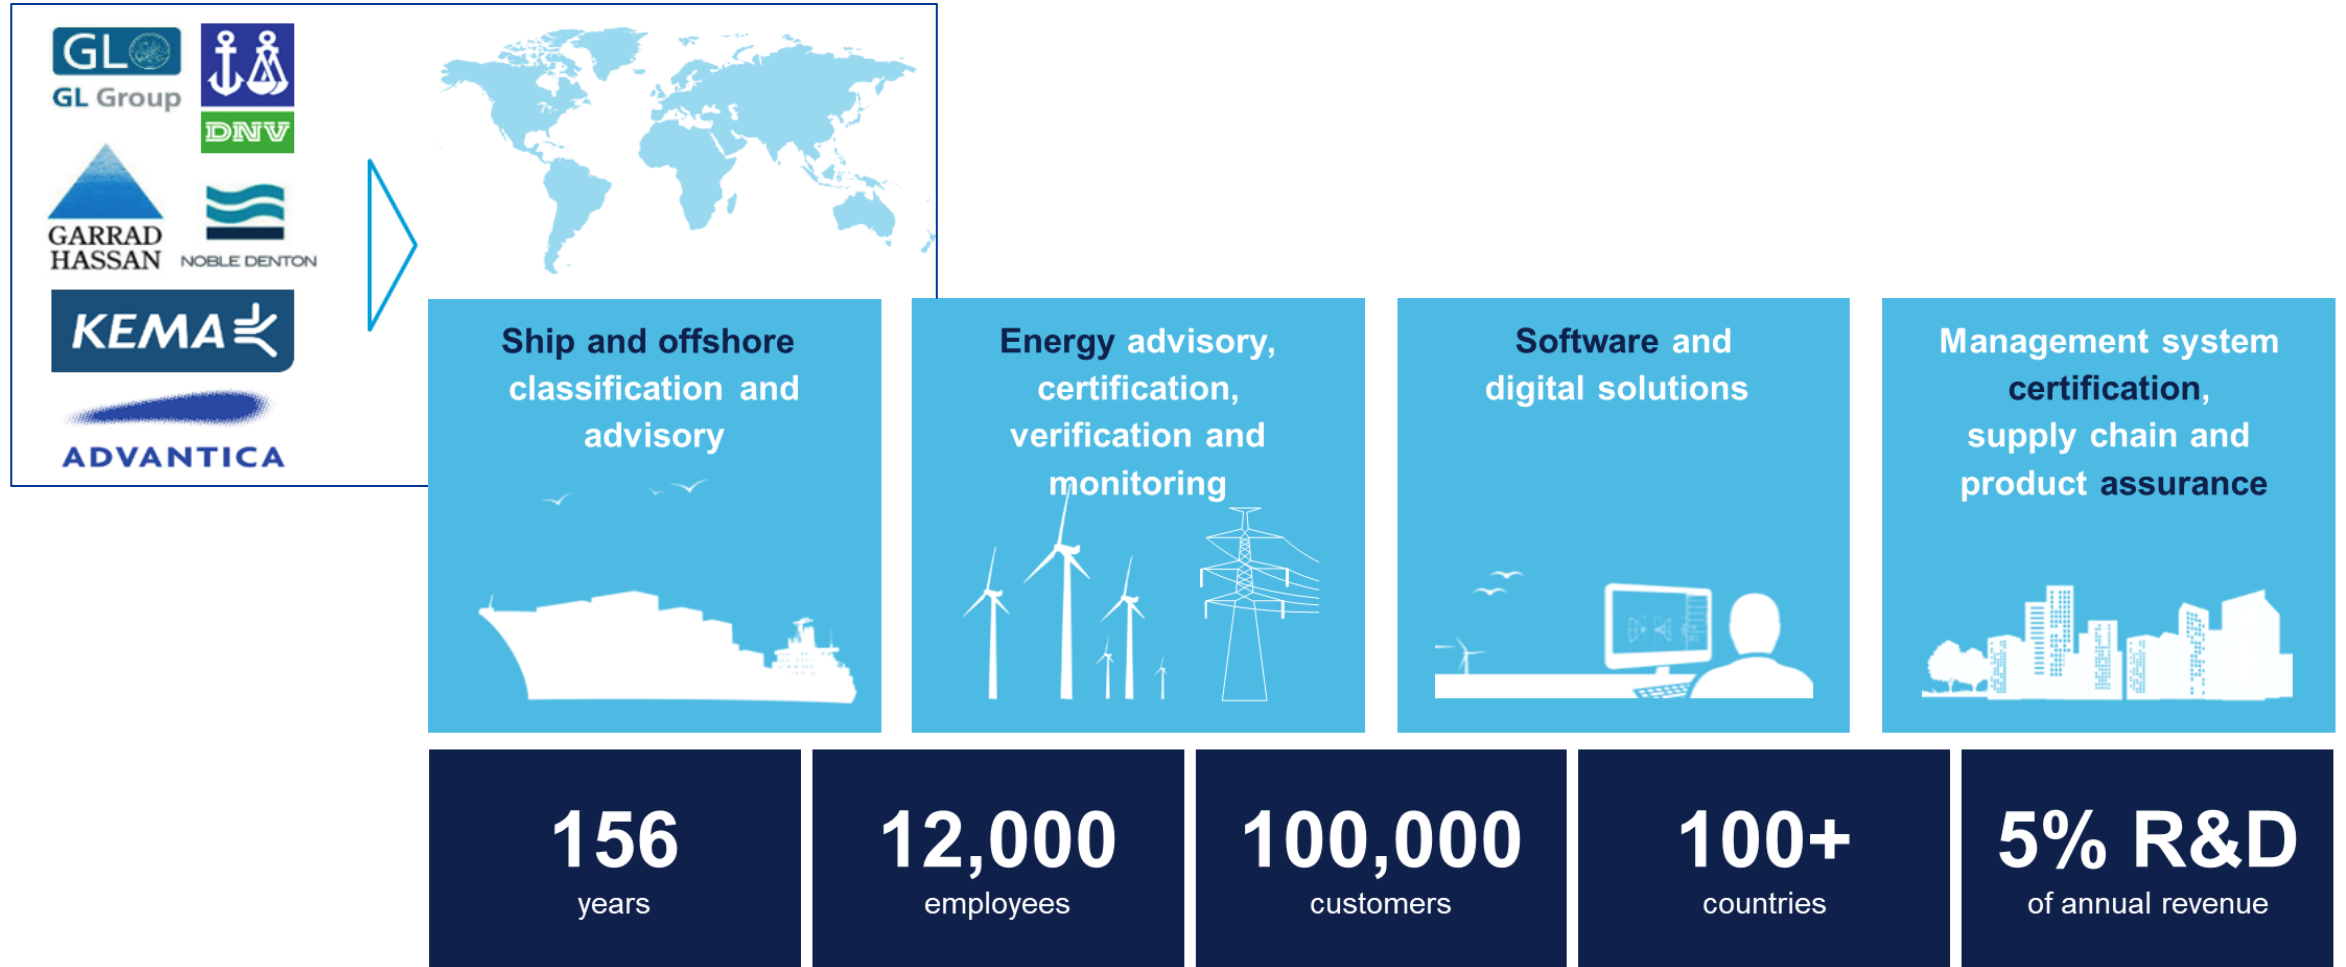 GL
GL Group
DNV
GARRAD
HASSAN
NOBLE DENTON
KEMA
ADVANTICA
Ship and offshore
classification and
advisory
Energy advisory,
certification,
verification and
monitoring
Software and
digital solutions
Management system
certification,
supply chain and
product assurance
156
years
12,000
employees
100,000
customers
100+
countries
5% R&D
of annual revenue